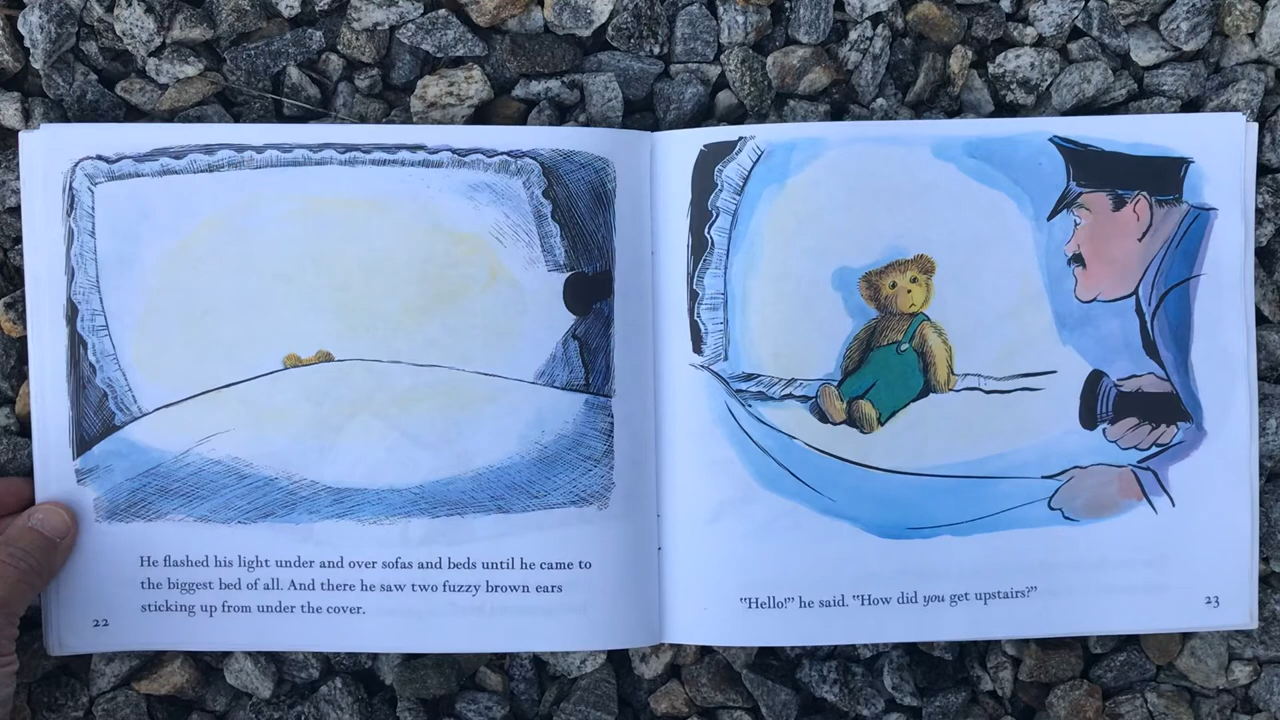 He flashed his light under and over sofas and beds until he came to
the biggest bed of all. And there he saw two fuzzy brown ears
sticking up from under the cover.
22
"Hello!" he said. "How did you get upstairs?"
23